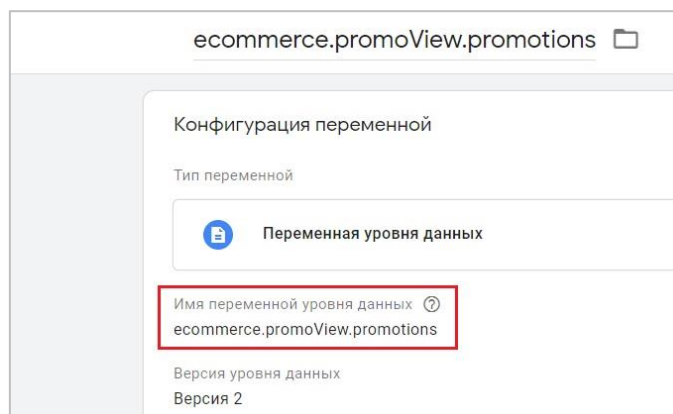 ecommerce.promoView.promotions
Конфигурация переменной
Тип переменной
Переменная уровня данных
Имя переменной уровня данных ?
ecommerce.promoView.promotions
Версия уровня данных
Версия 2